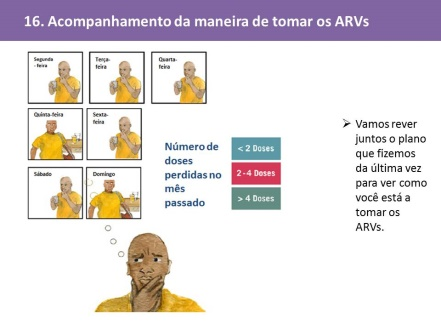 16. Acompanhamento da maneira de tomar os ARVs
Segunda
- feira
Terça-
feira
Quarta-
feira
Quinta-feira
Sexta-
feira
Sábado
Domingo
Número de
doses
perdidas no
mês
passado
< 2 Doses
2-4 Doses
> 4 Doses
➢ Vamos rever
juntos o plano
que fizemos
da última vez
para ver como
você está a
tomar os
ARVs.